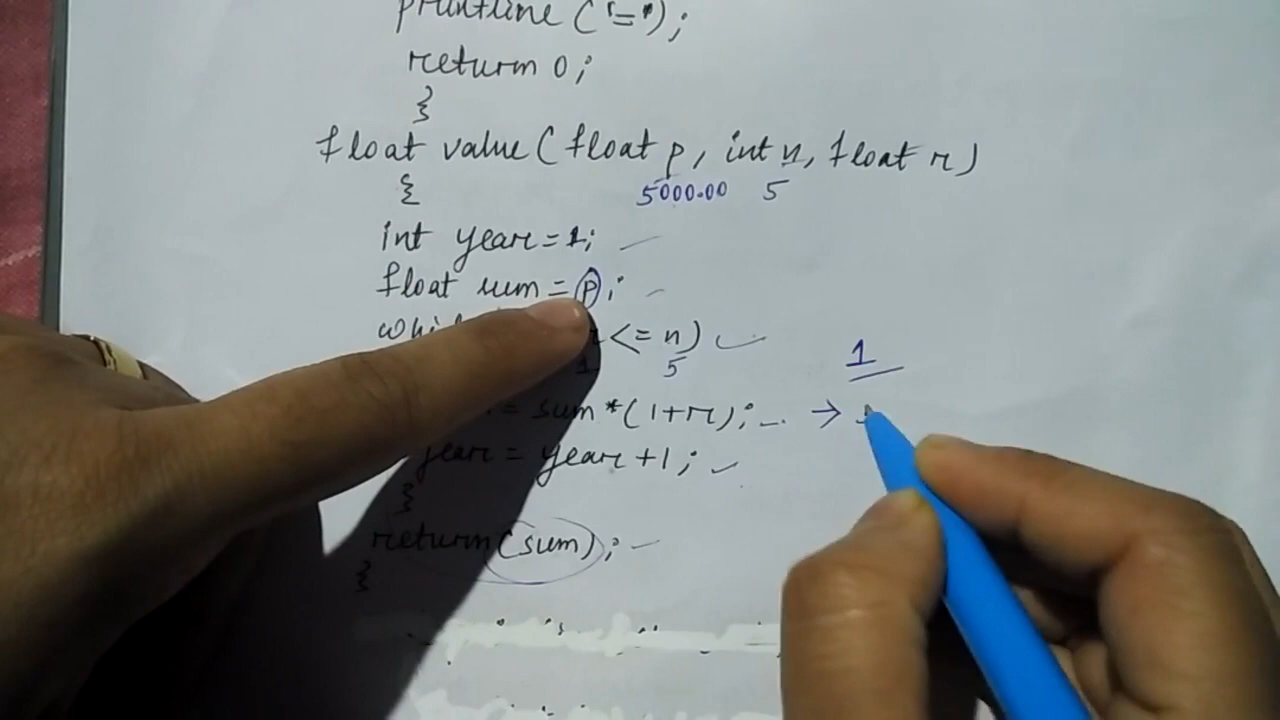 printline('=');
return 0;
}
float value(float p, int n, float r)
{
5000.00 5
int year=1;
float sum=p;
<=n)
1 5
1
= sum*(1+r); →
year = year+1;
}
return(sum);
}